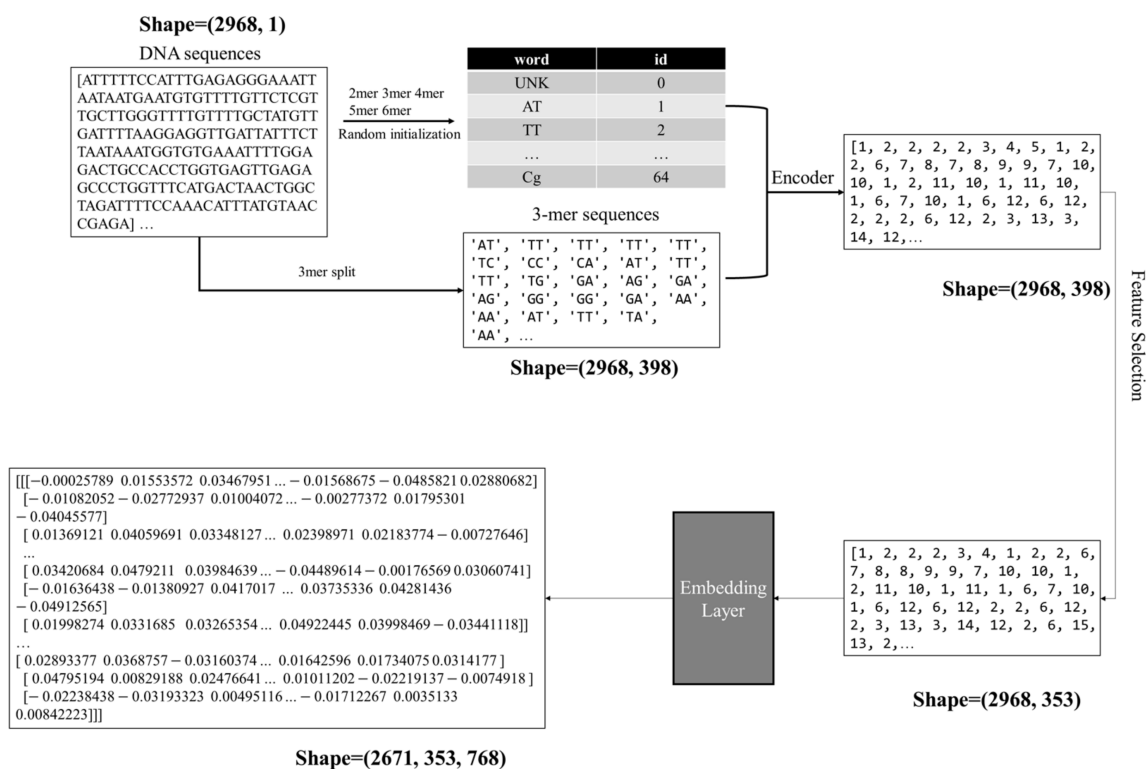 Shape=(2968, 1)
DNA sequences
[ATTTTTCCATTTGAGAGGGAAATT
AATAATGAATGTGTTTTGTTCTCGT
TGCTTGGGTTTTGTTTTGCTATGTT
GATTTTAAGGAGGTTGATTATTTCT
TAATAAATGGTGTGAAATTTTGGA
GACTGCCACCTGGTGAGTTGAGA
GCCCTGGTTTCATGACTAACTGGC
TAGATTTTCCAAACATTTATGTAAC
CGAGA] ...
2mer 3mer 4mer
5mer 6mer
Random initialization
word id
UNK 0
AT 1
TT 2
... ...
Cg 64
3mer split
3-mer sequences
'AT', 'TT', 'TT', 'TT', 'TT',
'TC', 'CC', 'CA', 'AT', 'TT',
'TT', 'TG', 'GA', 'AG', 'GA',
'AG', 'GG', 'GG', 'GA', 'AA',
'AA', 'AT', 'TT', 'TA',
'AA', ...
Shape=(2968, 398)
Encoder
[1, 2, 2, 2, 2, 3, 4, 5, 1, 2,
2, 6, 7, 8, 7, 8, 9, 9, 7, 10,
10, 1, 2, 11, 10, 1, 11, 10,
1, 6, 7, 10, 1, 6, 12, 6, 12,
2, 2, 2, 6, 12, 2, 3, 13, 3,
14, 12,...
Shape=(2968, 398)
Feature Selection
[1, 2, 2, 2, 3, 4, 1, 2, 2, 6,
7, 8, 8, 9, 9, 7, 10, 10, 1,
2, 11, 10, 1, 11, 1, 6, 7, 10,
1, 6, 12, 6, 12, 2, 2, 6, 12,
2, 3, 13, 3, 14, 12, 2, 6, 15,
13, 2,...
Shape=(2968, 353)
Embedding
Layer
[[[−0.00025789 0.01553572 0.03467951 ... − 0.01568675 − 0.0485821 0.02880682]
[− 0.01082052 − 0.02772937 0.01004072 ... − 0.00277372 0.01795301
− 0.04045577]
[ 0.01369121 0.04059691 0.03348127 ... 0.02398971 0.02183774 − 0.00727646]
...
[ 0.03420684 0.0479211 0.03984639 ... − 0.04489614 − 0.00176569 0.03060741]
[−0.01636438 − 0.01380927 0.0417017 ... 0.03735336 0.04281436
− 0.04912565]
[ 0.01998274 0.0331685 0.03265354 ... 0.04922445 0.03998469 − 0.03441118]]
...
[ 0.02893377 0.0368757 − 0.03160374 ... 0.01642596 0.01734075 0.0314177 ]
[ 0.04795194 0.00829188 0.02476641 ... 0.01011202 − 0.02219137 − 0.0074918 ]
[− 0.02238438 − 0.03193323 0.00495116 ... − 0.01712267 0.0035133
0.00842223]]]
Shape=(2671, 353, 768)